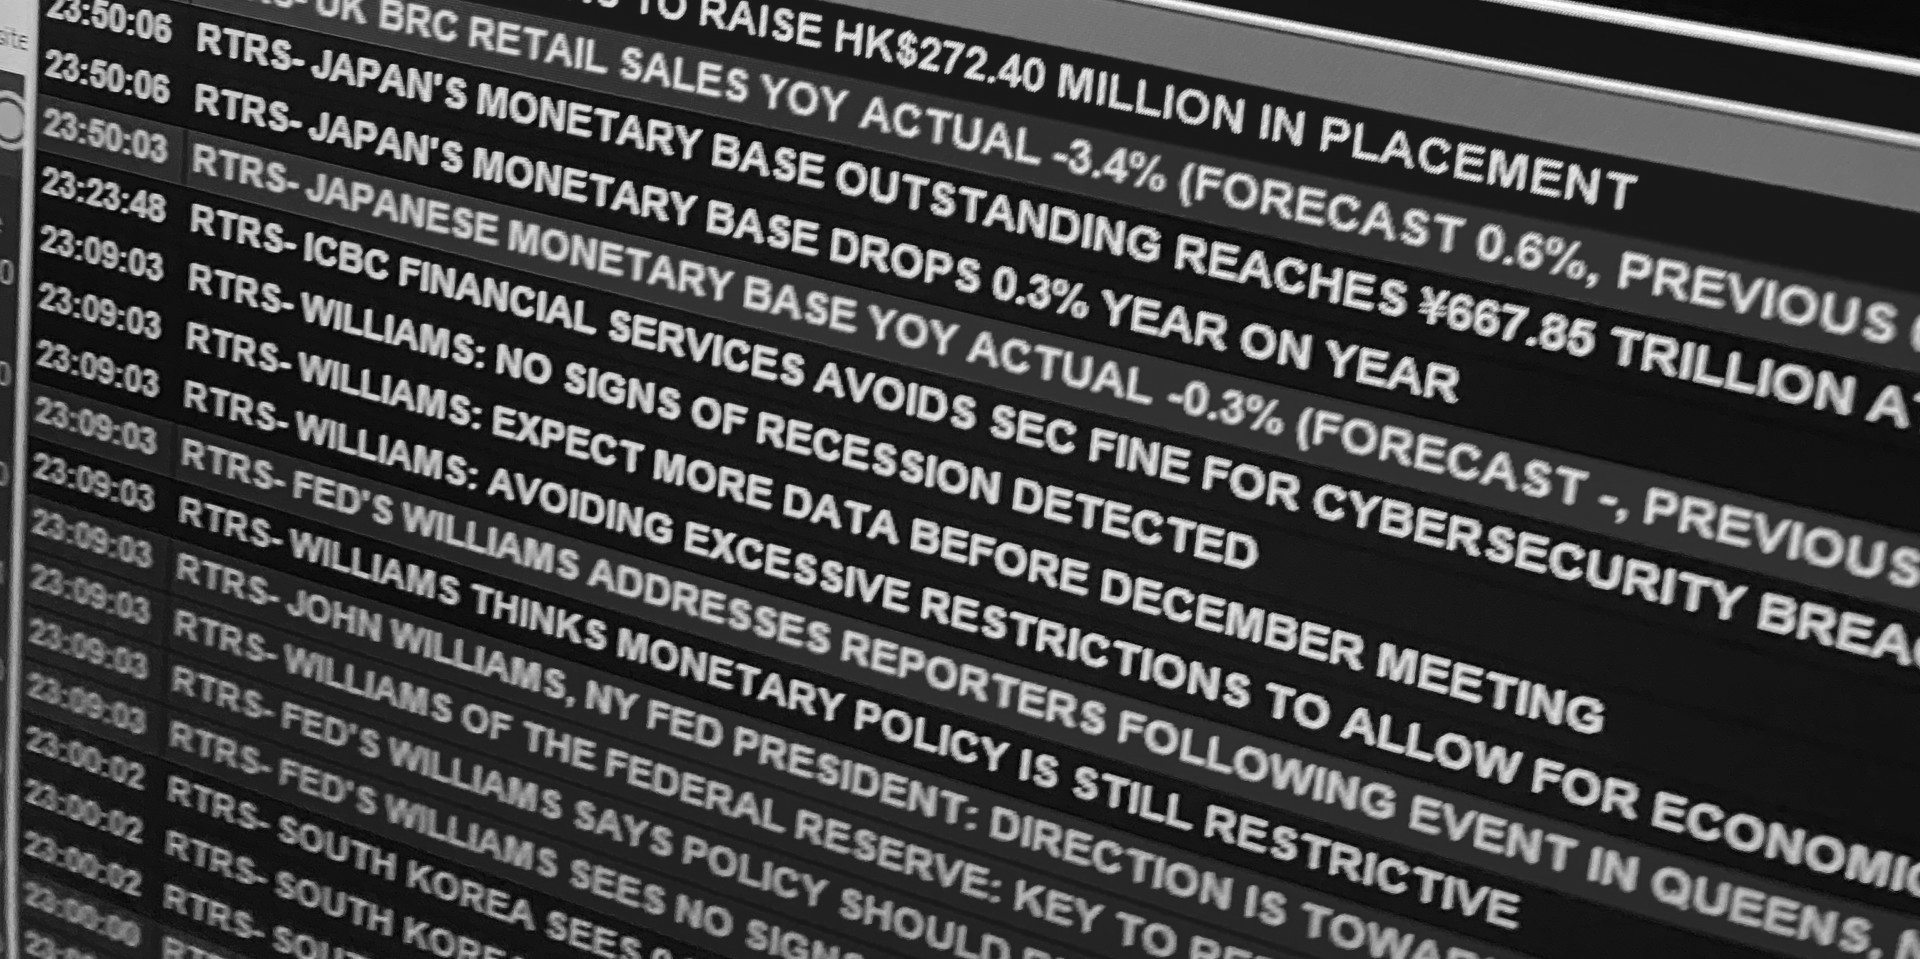 TO RAISE HK$272.40 MILLION IN PLACEMENT
UK BRC RETAIL SALES YOY ACTUAL -3.4% (FORECAST 0.6%, PREVIOUS
23:50:06 RTRS- JAPAN'S MONETARY BASE OUTSTANDING REACHES ¥667.85 TRILLION
23:50:06 RTRS- JAPAN'S MONETARY BASE DROPS 0.3% YEAR ON YEAR
23:50:03 RTRS- JAPANESE MONETARY BASE YOY ACTUAL -0.3% (FORECAST -, PREVIOUS
23:23:48 RTRS- ICBC FINANCIAL SERVICES AVOIDS SEC FINE FOR CYBERSECURITY
23:09:03 RTRS- WILLIAMS: NO SIGNS OF RECESSION DETECTED
23:09:03 RTRS- WILLIAMS: EXPECT MORE DATA BEFORE DECEMBER MEETING
23:09:03 RTRS- WILLIAMS: AVOIDING EXCESSIVE RESTRICTIONS TO ALLOW FOR ECONOMIC
23:09:03 RTRS- FED'S WILLIAMS ADDRESSES REPORTERS FOLLOWING EVENT IN QUEENS,
23:09:03 RTRS- WILLIAMS THINKS MONETARY POLICY IS STILL RESTRICTIVE
23:09:03 RTRS- JOHN WILLIAMS, NY FED PRESIDENT: DIRECTION IS
23:09:03 RTRS- WILLIAMS OF THE FEDERAL RESERVE: KEY TO
23:09:03 RTRS- FED'S WILLIAMS SAYS POLICY SHOULD
23:09:03 RTRS- FED'S WILLIAMS SEES NO
23:00:02 RTRS- SOUTH KOREA SEES
23:00:02 RTRS- SOUTH KOREA
23:00:02 RTRS-
23:00:00